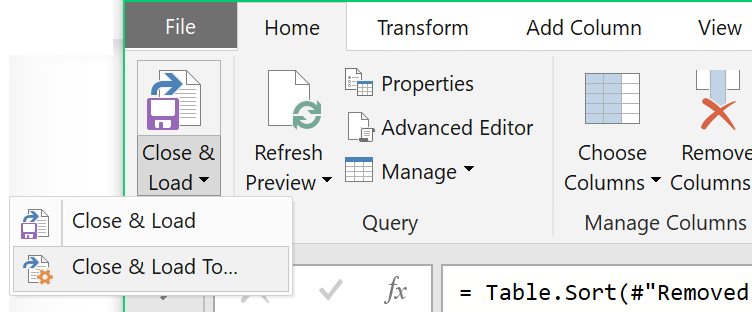 File Home Transform Add Column View
Properties
Advanced Editor
Manage
Close &
Load
Refresh
Preview
Choose
Columns
Remove
Columns
Query
Manage Columns
Close & Load
Close & Load To...
fx
= Table.Sort(#"Removed